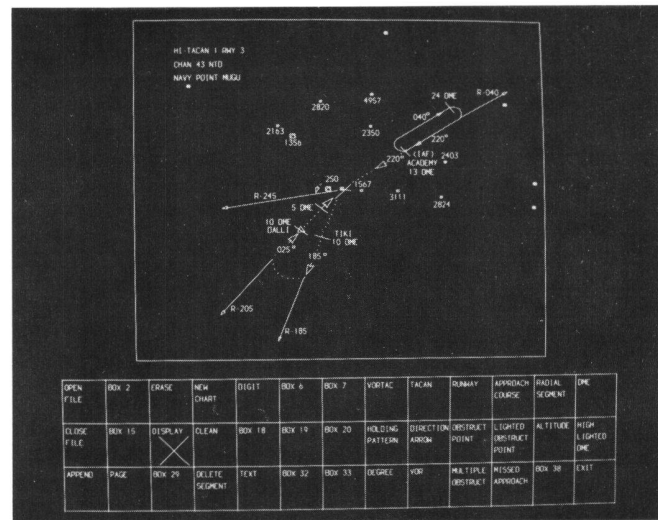 HI-TACAN 1 RWY 3
CHAN 43 NTD
NAVY POINT MUGU
24 DME
R-040
4957
2820
040°
2163
1356
2350
220°
220°
(IAF)
ACADEMY
13 DME
2403
250
1567
R-245
3111
2824
5 DME
10 DME
DALLI
TIKI
10 DME
025°
185°
R-205
R-185
OPEN FILE BOX 2 ERASE NEW CHART DIGIT BOX 6 BOX 7 VORTAC TACAN RUNWAY APPROACH COURSE RADIAL SEGMENT DME
CLOSE FILE BOX 15 DISPLAY CLEAN BOX 18 BOX 19 BOX 20 HOLDING PATTERN DIRECTION ARROW OBSTRUCT POINT LIGHTED OBSTRUCT POINT ALTITUDE HIGH LIGHTED DME
APPEND PAGE BOX 29 DELETE SEGMENT TEXT BOX 32 BOX 33 DEGREE VOR MULTIPLE OBSTRUCT MISSED APPROACH BOX 38 EXIT